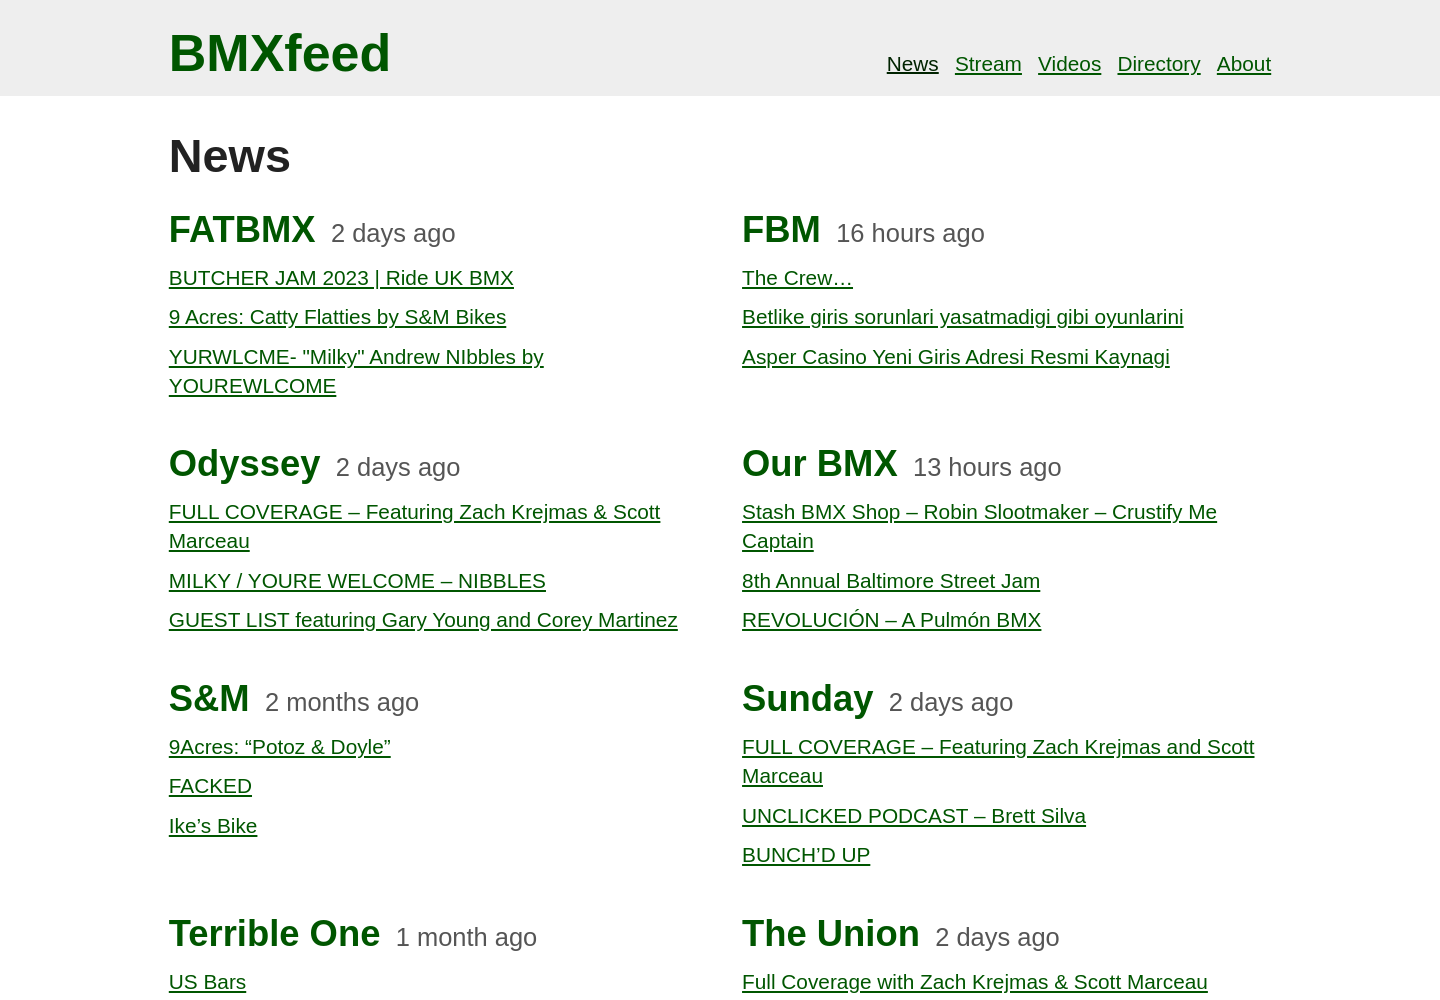 BMXfeed
News Stream Videos Directory About
News
FATBMX 2 days ago
BUTCHER JAM 2023 | Ride UK BMX
9 Acres: Catty Flatties by S&M Bikes
YURWLCME- "Milky" Andrew NIbbles by
YOUREWLCOME
FBM 16 hours ago
The Crew…
Betlike giris sorunlari yasatmadigi gibi oyunlarini
Asper Casino Yeni Giris Adresi Resmi Kaynagi
Odyssey 2 days ago
FULL COVERAGE – Featuring Zach Krejmas & Scott
Marceau
MILKY / YOURE WELCOME – NIBBLES
GUEST LIST featuring Gary Young and Corey Martinez
Our BMX 13 hours ago
Stash BMX Shop – Robin Slootmaker – Crustify Me
Captain
8th Annual Baltimore Street Jam
REVOLUCIÓN – A Pulmón BMX
S&M 2 months ago
9Acres: “Potoz & Doyle”
FACKED
Ike’s Bike
Sunday 2 days ago
FULL COVERAGE – Featuring Zach Krejmas and Scott
Marceau
UNCLICKED PODCAST – Brett Silva
BUNCH’D UP
Terrible One 1 month ago
US Bars
The Union 2 days ago
Full Coverage with Zach Krejmas & Scott Marceau